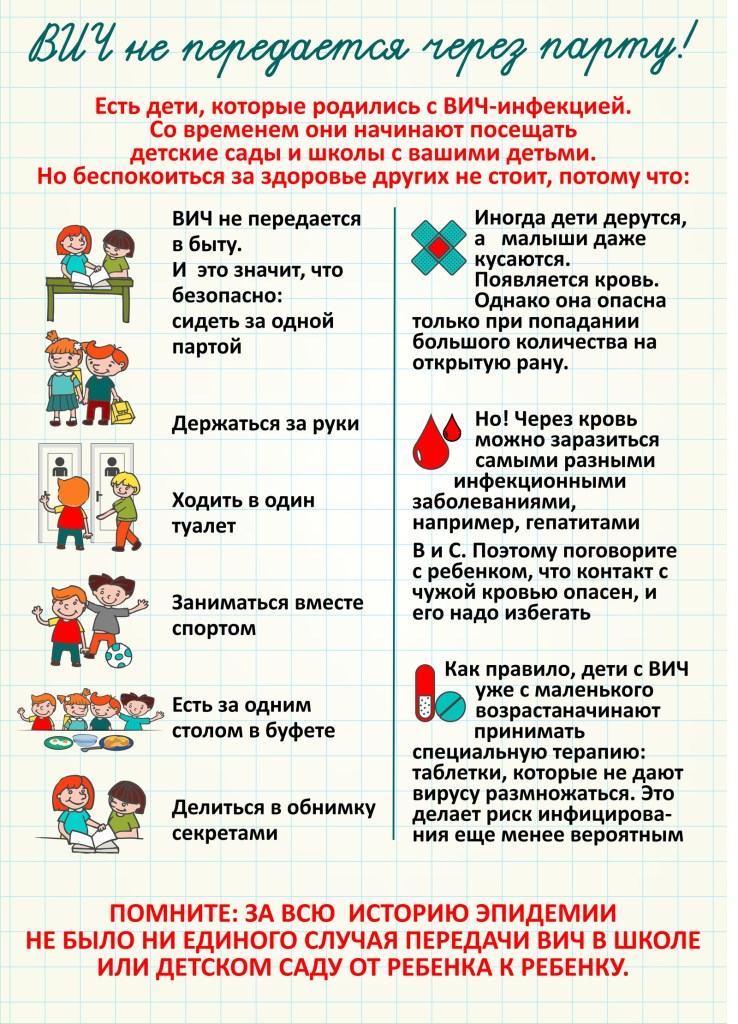 ВИЧ не передается через парту!
Есть дети, которые родились с ВИЧ-инфекцией.
Со временем они начинают посещать
детские сады и школы с вашими детьми.
Но беспокоиться за здоровье других не стоит, потому что:
ВИЧ не передается
в быту.
И это значит, что
безопасно:
сидеть за одной
партой
Держаться за руки
Ходить в один
туалет
Заниматься вместе
спортом
Есть за одним
столом в буфете
Делиться в обнимку
секретами
Иногда дети дерутся,
а малыши даже
кусаются.
Появляется кровь.
Однако она опасна
только при попадании
большого количества на
открытую рану.
Но! Через кровь
можно заразиться
самыми разными
инфекционными
заболеваниями,
например, гепатитами
В и С. Поэтому поговорите
с ребенком, что контакт с
чужой кровью опасен, и
его надо избегать
Как правило, дети с ВИЧ
уже с маленького
возрастаначинают
принимать
специальную терапию:
таблетки, которые не дают
вирусу размножаться. Это
делает риск инфицирова-
ния еще менее вероятным
ПОМНИТЕ: ЗА ВСЮ ИСТОРИЮ ЭПИДЕМИИ
НЕ БЫЛО НИ ЕДИНОГО СЛУЧАЯ ПЕРЕДАЧИ ВИЧ В ШКОЛЕ
ИЛИ ДЕТСКОМ САДУ ОТ РЕБЕНКА К РЕБЕНКУ.